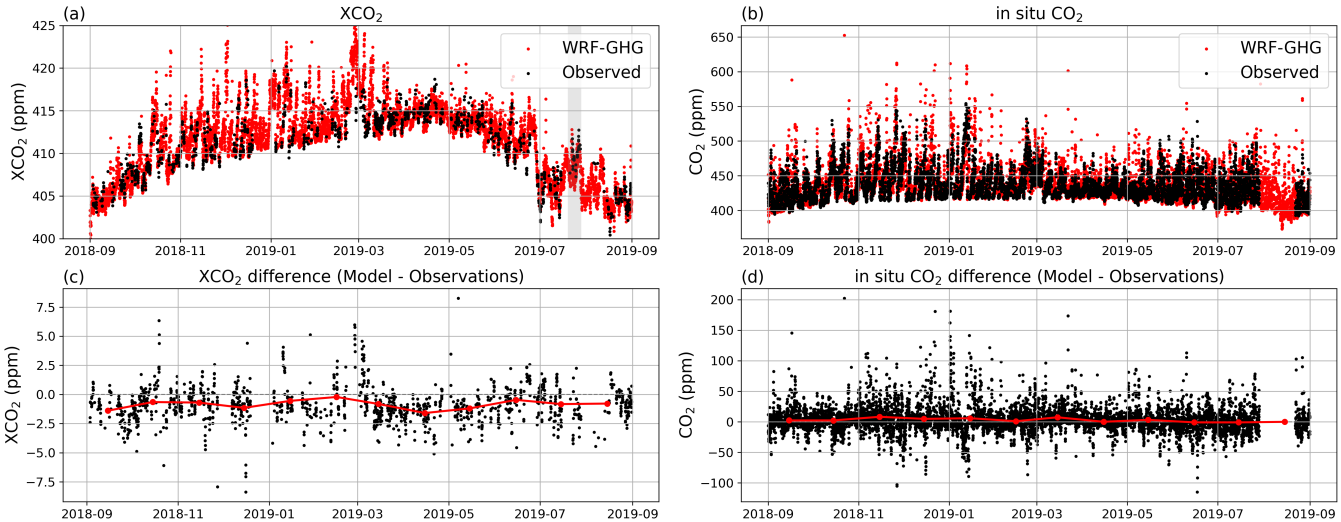 (a) XCO₂
XCO₂ (ppm)
425
420
415
410
405
400
WRF-GHG
Observed
2018-09 2018-11 2019-01 2019-03 2019-05 2019-07 2019-09
(b) in situ CO₂
CO₂ (ppm)
650
600
550
500
450
400
WRF-GHG
Observed
2018-09 2018-11 2019-01 2019-03 2019-05 2019-07 2019-09
(c) XCO₂ difference (Model - Observations)
XCO₂ (ppm)
7.5
5.0
2.5
0.0
−2.5
−5.0
−7.5
2018-09 2018-11 2019-01 2019-03 2019-05 2019-07 2019-09
(d) in situ CO₂ difference (Model - Observations)
CO₂ (ppm)
200
150
100
50
0
−50
−100
2018-09 2018-11 2019-01 2019-03 2019-05 2019-07 2019-09